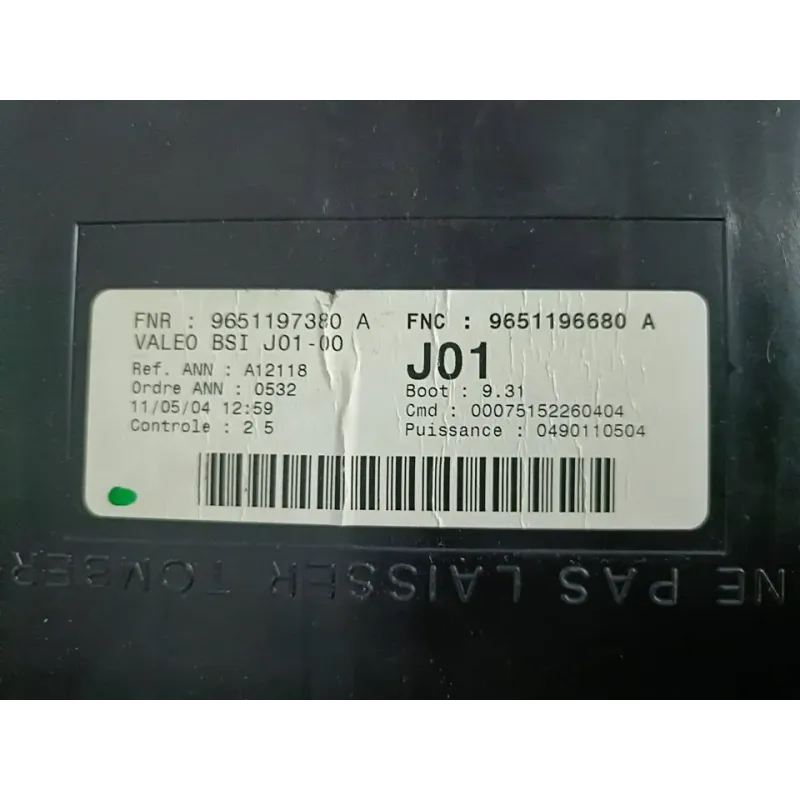 FNR : 9651197380 A
VALEO BSI J01-00
Ref. ANN : A12118
Ordre ANN : 0532
11/05/04 12:59
Controle : 2 5
FNC : 9651196680 A
J01
Boot : 9.31
Cmd : 00075152260404
Puissance : 0490110504
NE PAS LAISSER TOMBER